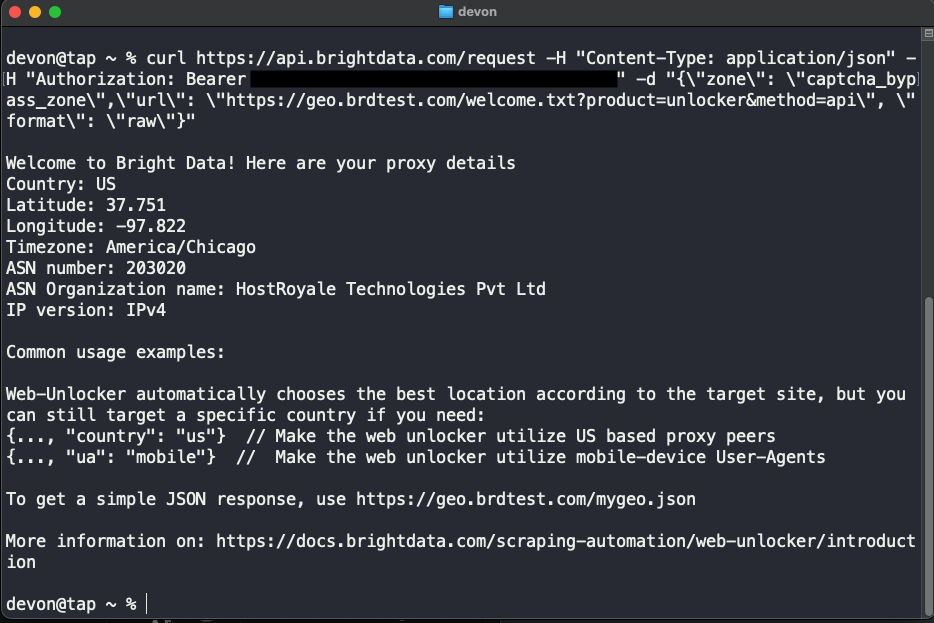 devon
devon@tap ~ % curl https://api.brightdata.com/request -H "Content-Type: application/json" -
H "Authorization: Bearer " -d "{\"zone\": \"captcha_byp
ass_zone\",\"url\": \"https://geo.brdtest.com/welcome.txt?product=unlocker&method=api\", \"
format\": \"raw\"}"
Welcome to Bright Data! Here are your proxy details
Country: US
Latitude: 37.751
Longitude: -97.822
Timezone: America/Chicago
ASN number: 203020
ASN Organization name: HostRoyale Technologies Pvt Ltd
IP version: IPv4
Common usage examples:
Web-Unlocker automatically chooses the best location according to the target site, but you
can still target a specific country if you need:
{..., "country": "us"}  // Make the web unlocker utilize US based proxy peers
{..., "ua": "mobile"}  //  Make the web unlocker utilize mobile-device User-Agents
To get a simple JSON response, use https://geo.brdtest.com/mygeo.json
More information on: https://docs.brightdata.com/scraping-automation/web-unlocker/introduct
ion
devon@tap ~ %